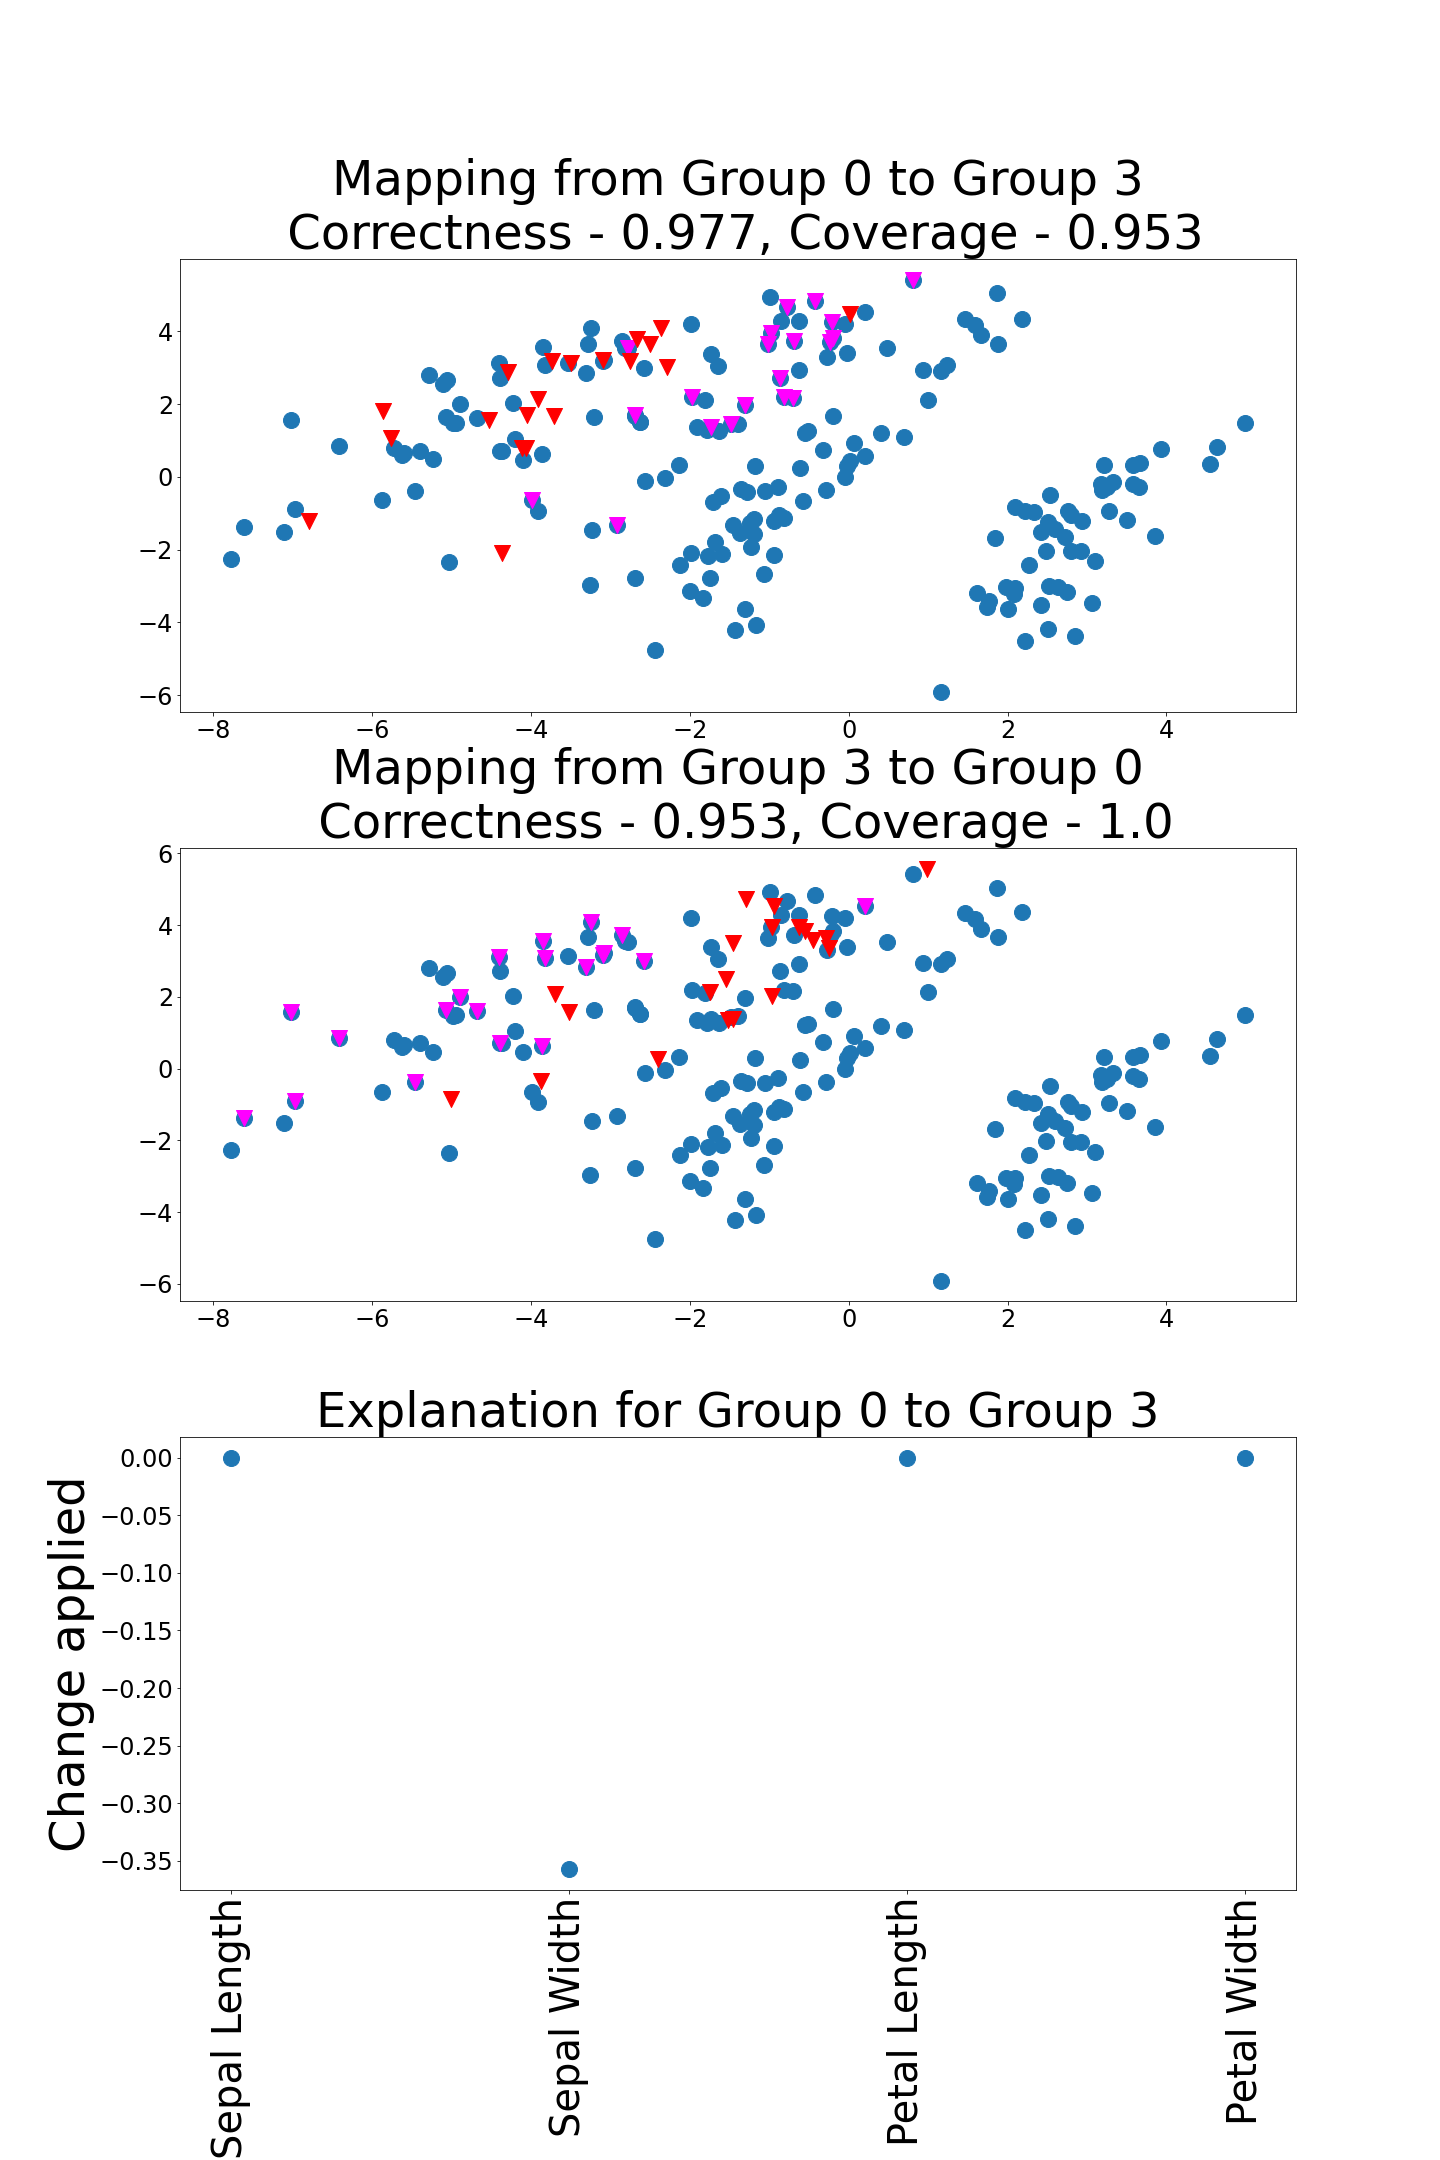 Mapping from Group 0 to Group 3
Correctness - 0.977, Coverage - 0.953
4
2
0
−2
−4
−6
−8 −6 −4 −2 0 2 4
Mapping from Group 3 to Group 0
Correctness - 0.953, Coverage - 1.0
6
4
2
0
−2
−4
−6
−8 −6 −4 −2 0 2 4
Explanation for Group 0 to Group 3
Change applied
0.00
−0.05
−0.10
−0.15
−0.20
−0.25
−0.30
−0.35
Sepal Length
Sepal Width
Petal Length
Petal Width